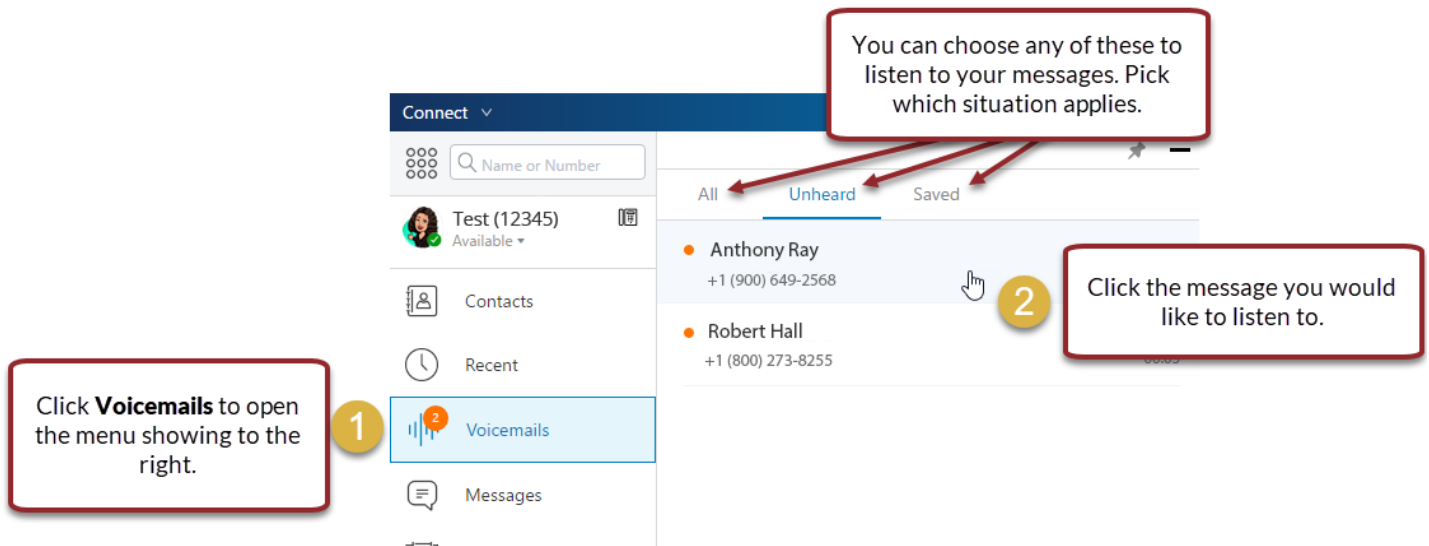 You can choose any of these to
listen to your messages. Pick
which situation applies.
Connect
Name or Number
All
Unheard
Saved
Test (12345)
Available
Anthony Ray
+1 (900) 649-2568
2
Click the message you would
like to listen to.
Contacts
Robert Hall
+1 (800) 273-8255
Recent
Click Voicemails to open
the menu showing to the
right.
1
2
Voicemails
Messages